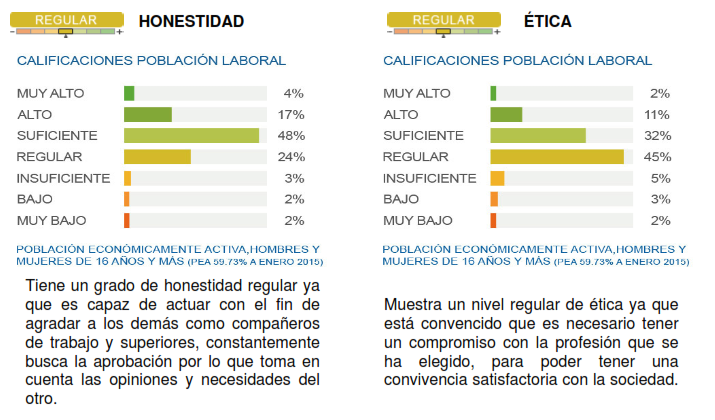 REGULAR
HONESTIDAD
- +
CALIFICACIONES POBLACIÓN LABORAL
MUY ALTO 4%
ALTO 17%
SUFICIENTE 48%
REGULAR 24%
INSUFICIENTE 3%
BAJO 2%
MUY BAJO 2%
POBLACIÓN ECONÓMICAMENTE ACTIVA,HOMBRES Y
MUJERES DE 16 AÑOS Y MÁS (PEA 59.73% A ENERO 2015)
Tiene un grado de honestidad regular ya
que es capaz de actuar con el fin de
agradar a los demás como compañeros
de trabajo y superiores, constantemente
busca la aprobación por lo que toma en
cuenta las opiniones y necesidades del
otro.
REGULAR
ÉTICA
- +
CALIFICACIONES POBLACIÓN LABORAL
MUY ALTO 2%
ALTO 11%
SUFICIENTE 32%
REGULAR 45%
INSUFICIENTE 5%
BAJO 3%
MUY BAJO 2%
POBLACIÓN ECONÓMICAMENTE ACTIVA,HOMBRES Y
MUJERES DE 16 AÑOS Y MÁS (PEA 59.73% A ENERO 2015)
Muestra un nivel regular de ética ya que
está convencido que es necesario tener
un compromiso con la profesión que se
ha elegido, para poder tener una
convivencia satisfactoria con la sociedad.